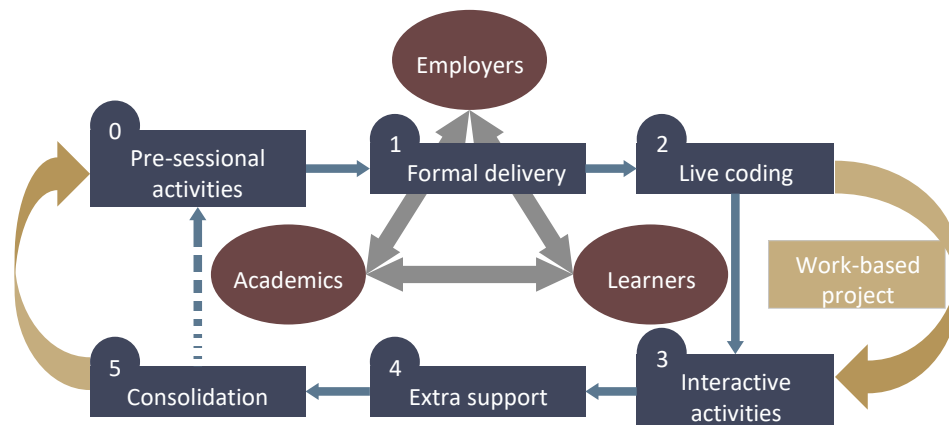 Employers
0
Pre-sessional
activities
1
Formal delivery
2
Live coding
Academics
Learners
Work-based
project
5
Consolidation
4
Extra support
3
Interactive
activities